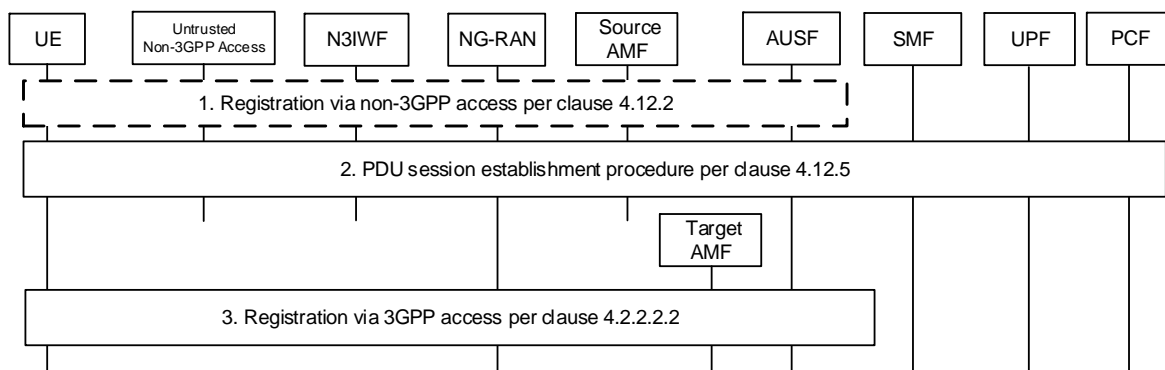 UE
Untrusted
Non-3GPP Access
N3IWF
NG-RAN
Source
AMF
AUSF
SMF
UPF
PCF
1. Registration via non-3GPP access per clause 4.12.2
2. PDU session establishment procedure per clause 4.12.5
Target
AMF
3. Registration via 3GPP access per clause 4.2.2.2.2